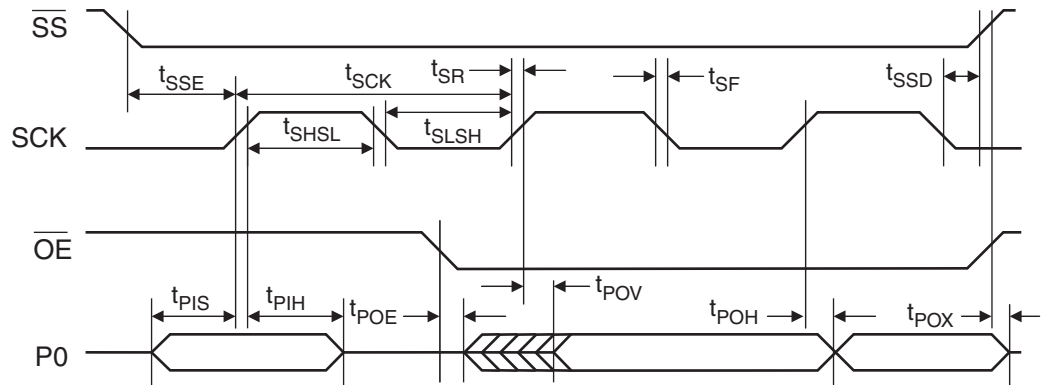 SS
tSSE
tSCK
tSR
tSF
tSSD
SCK
tSHSL
tSLSH
OE
tPIS
tPIH
tPOE
tPOV
tPOH
tPOX
P0